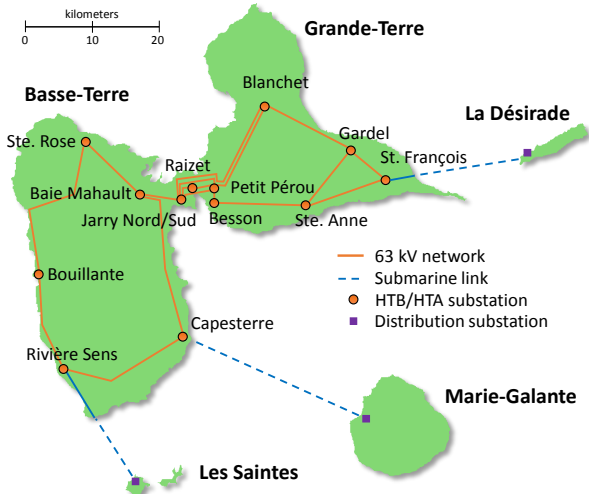 kilometers
0 10 20
Grande-Terre
Blanchet
Basse-Terre
La Désirade
Gardel
Ste. Rose
St. François
Raizet
Baie Mahault
Petit Pérou
Jarry Nord/Sud
Besson
Ste. Anne
63 kV network
Submarine link
HTB/HTA substation
Distribution substation
Bouillante
Capesterre
Rivière Sens
Marie-Galante
Les Saintes